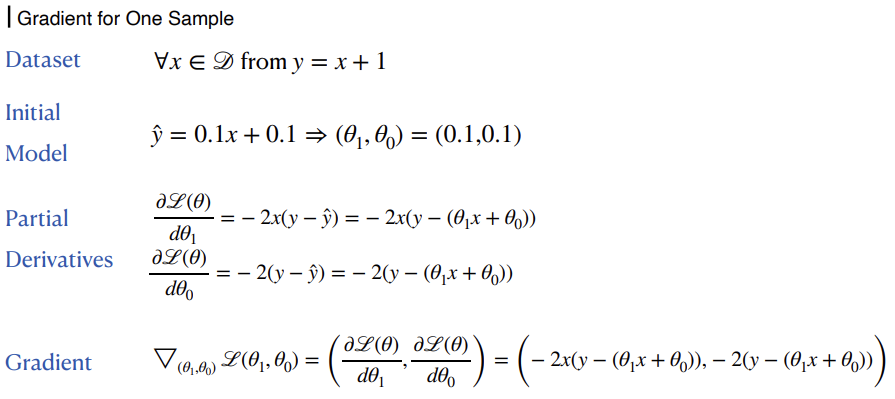 Gradient for One Sample
Dataset ∀x ∈ 𝒟 from y = x + 1
Initial
Model
ŷ = 0.1x + 0.1 ⇒ (θ₁, θ₀) = (0.1,0.1)
Partial
Derivatives
∂ℒ(θ)/dθ₁ = − 2x(y − ŷ) = − 2x(y − (θ₁x + θ₀))
∂ℒ(θ)/dθ₀ = − 2(y − ŷ) = − 2(y − (θ₁x + θ₀))
Gradient ▽(θ₁,θ₀) ℒ(θ₁, θ₀) = (∂ℒ(θ)/dθ₁, ∂ℒ(θ)/dθ₀) = (− 2x(y − (θ₁x + θ₀)), − 2(y − (θ₁x + θ₀)))